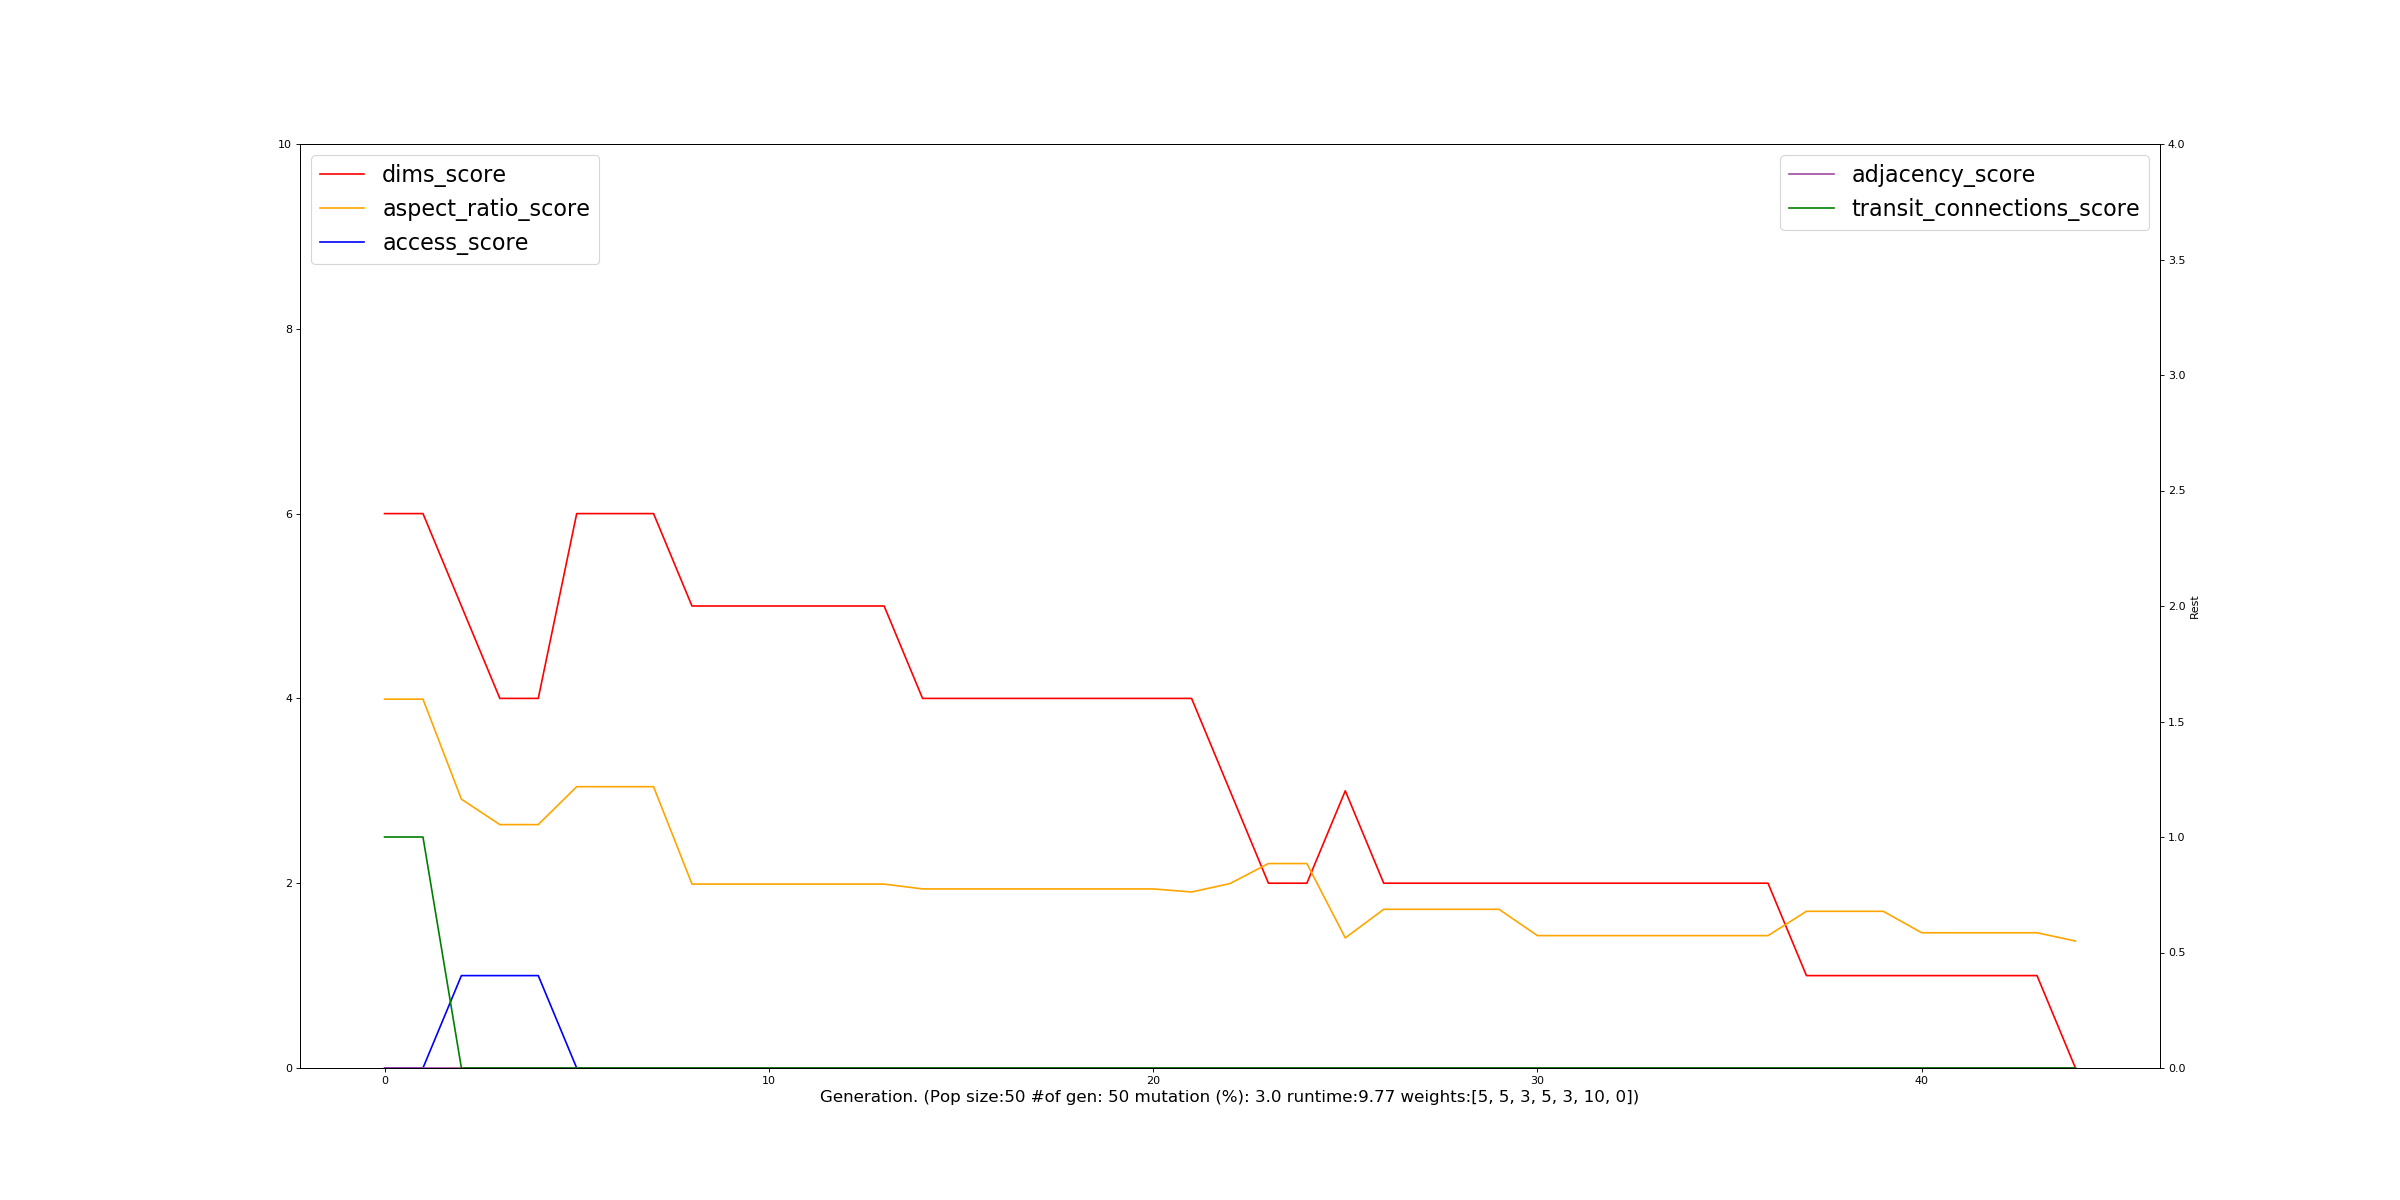 10
8
6
4
2
0
dims_score
aspect_ratio_score
access_score
adjacency_score
transit_connections_score
4.0
3.5
3.0
2.5
2.0
1.5
1.0
0.5
0.0
Rest
0 10 20 30 40
Generation. (Pop size:50 #of gen: 50 mutation (%): 3.0 runtime:9.77 weights:[5, 5, 3, 5, 3, 10, 0])